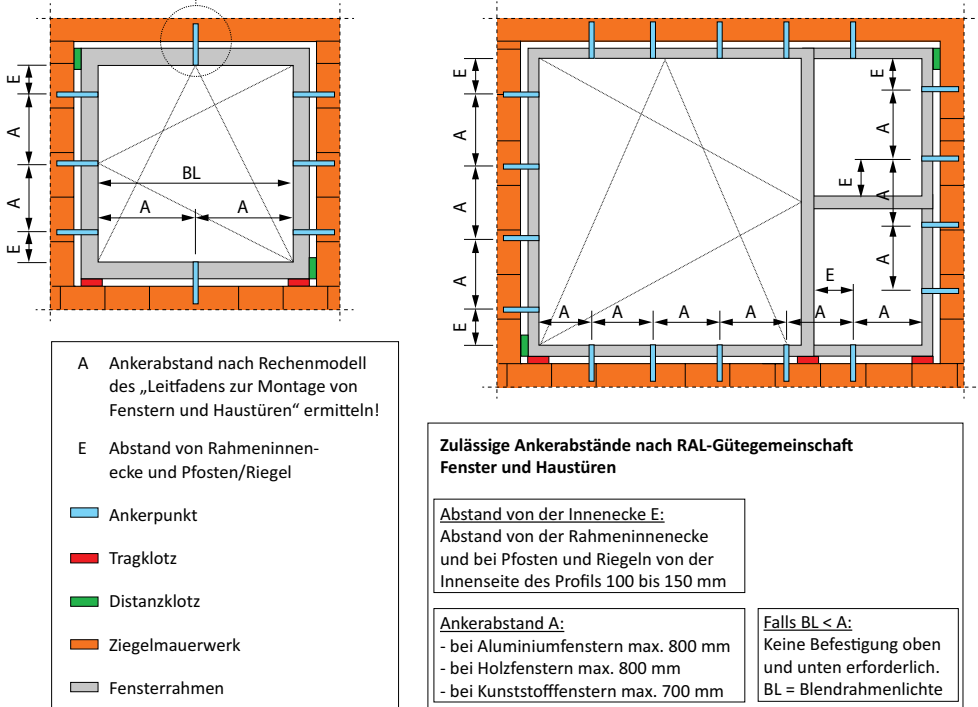 E
A
A
E
BL
A
A
E
A
A
A
E
E
A
E
A
A
E
A
A
A
A
A
A
A Ankerabstand nach Rechenmodell
des „Leitfadens zur Montage von
Fenstern und Haustüren“ ermitteln!
E Abstand von Rahmeninnen-
ecke und Pfosten/Riegel
Ankerpunkt
Tragklotz
Distanzklotz
Ziegelmauerwerk
Fensterrahmen
Zulässige Ankerabstände nach RAL-Gütegemeinschaft
Fenster und Haustüren
Abstand von der Innenecke E:
Abstand von der Rahmeninnenecke
und bei Pfosten und Riegeln von der
Innenseite des Profils 100 bis 150 mm
Ankerabstand A:
- bei Aluminiumfenstern max. 800 mm
- bei Holzfenstern max. 800 mm
- bei Kunststofffenstern max. 700 mm
Falls BL < A:
Keine Befestigung oben
und unten erforderlich.
BL = Blendrahmenlichte